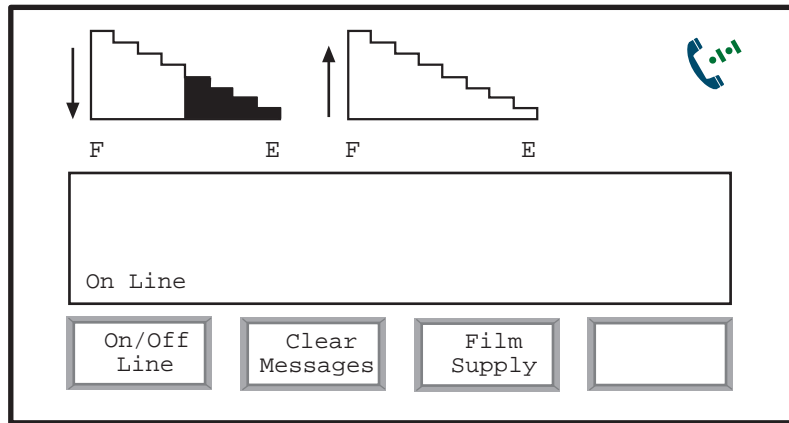 F E F E
On Line
On/Off
Line
Clear
Messages
Film
Supply